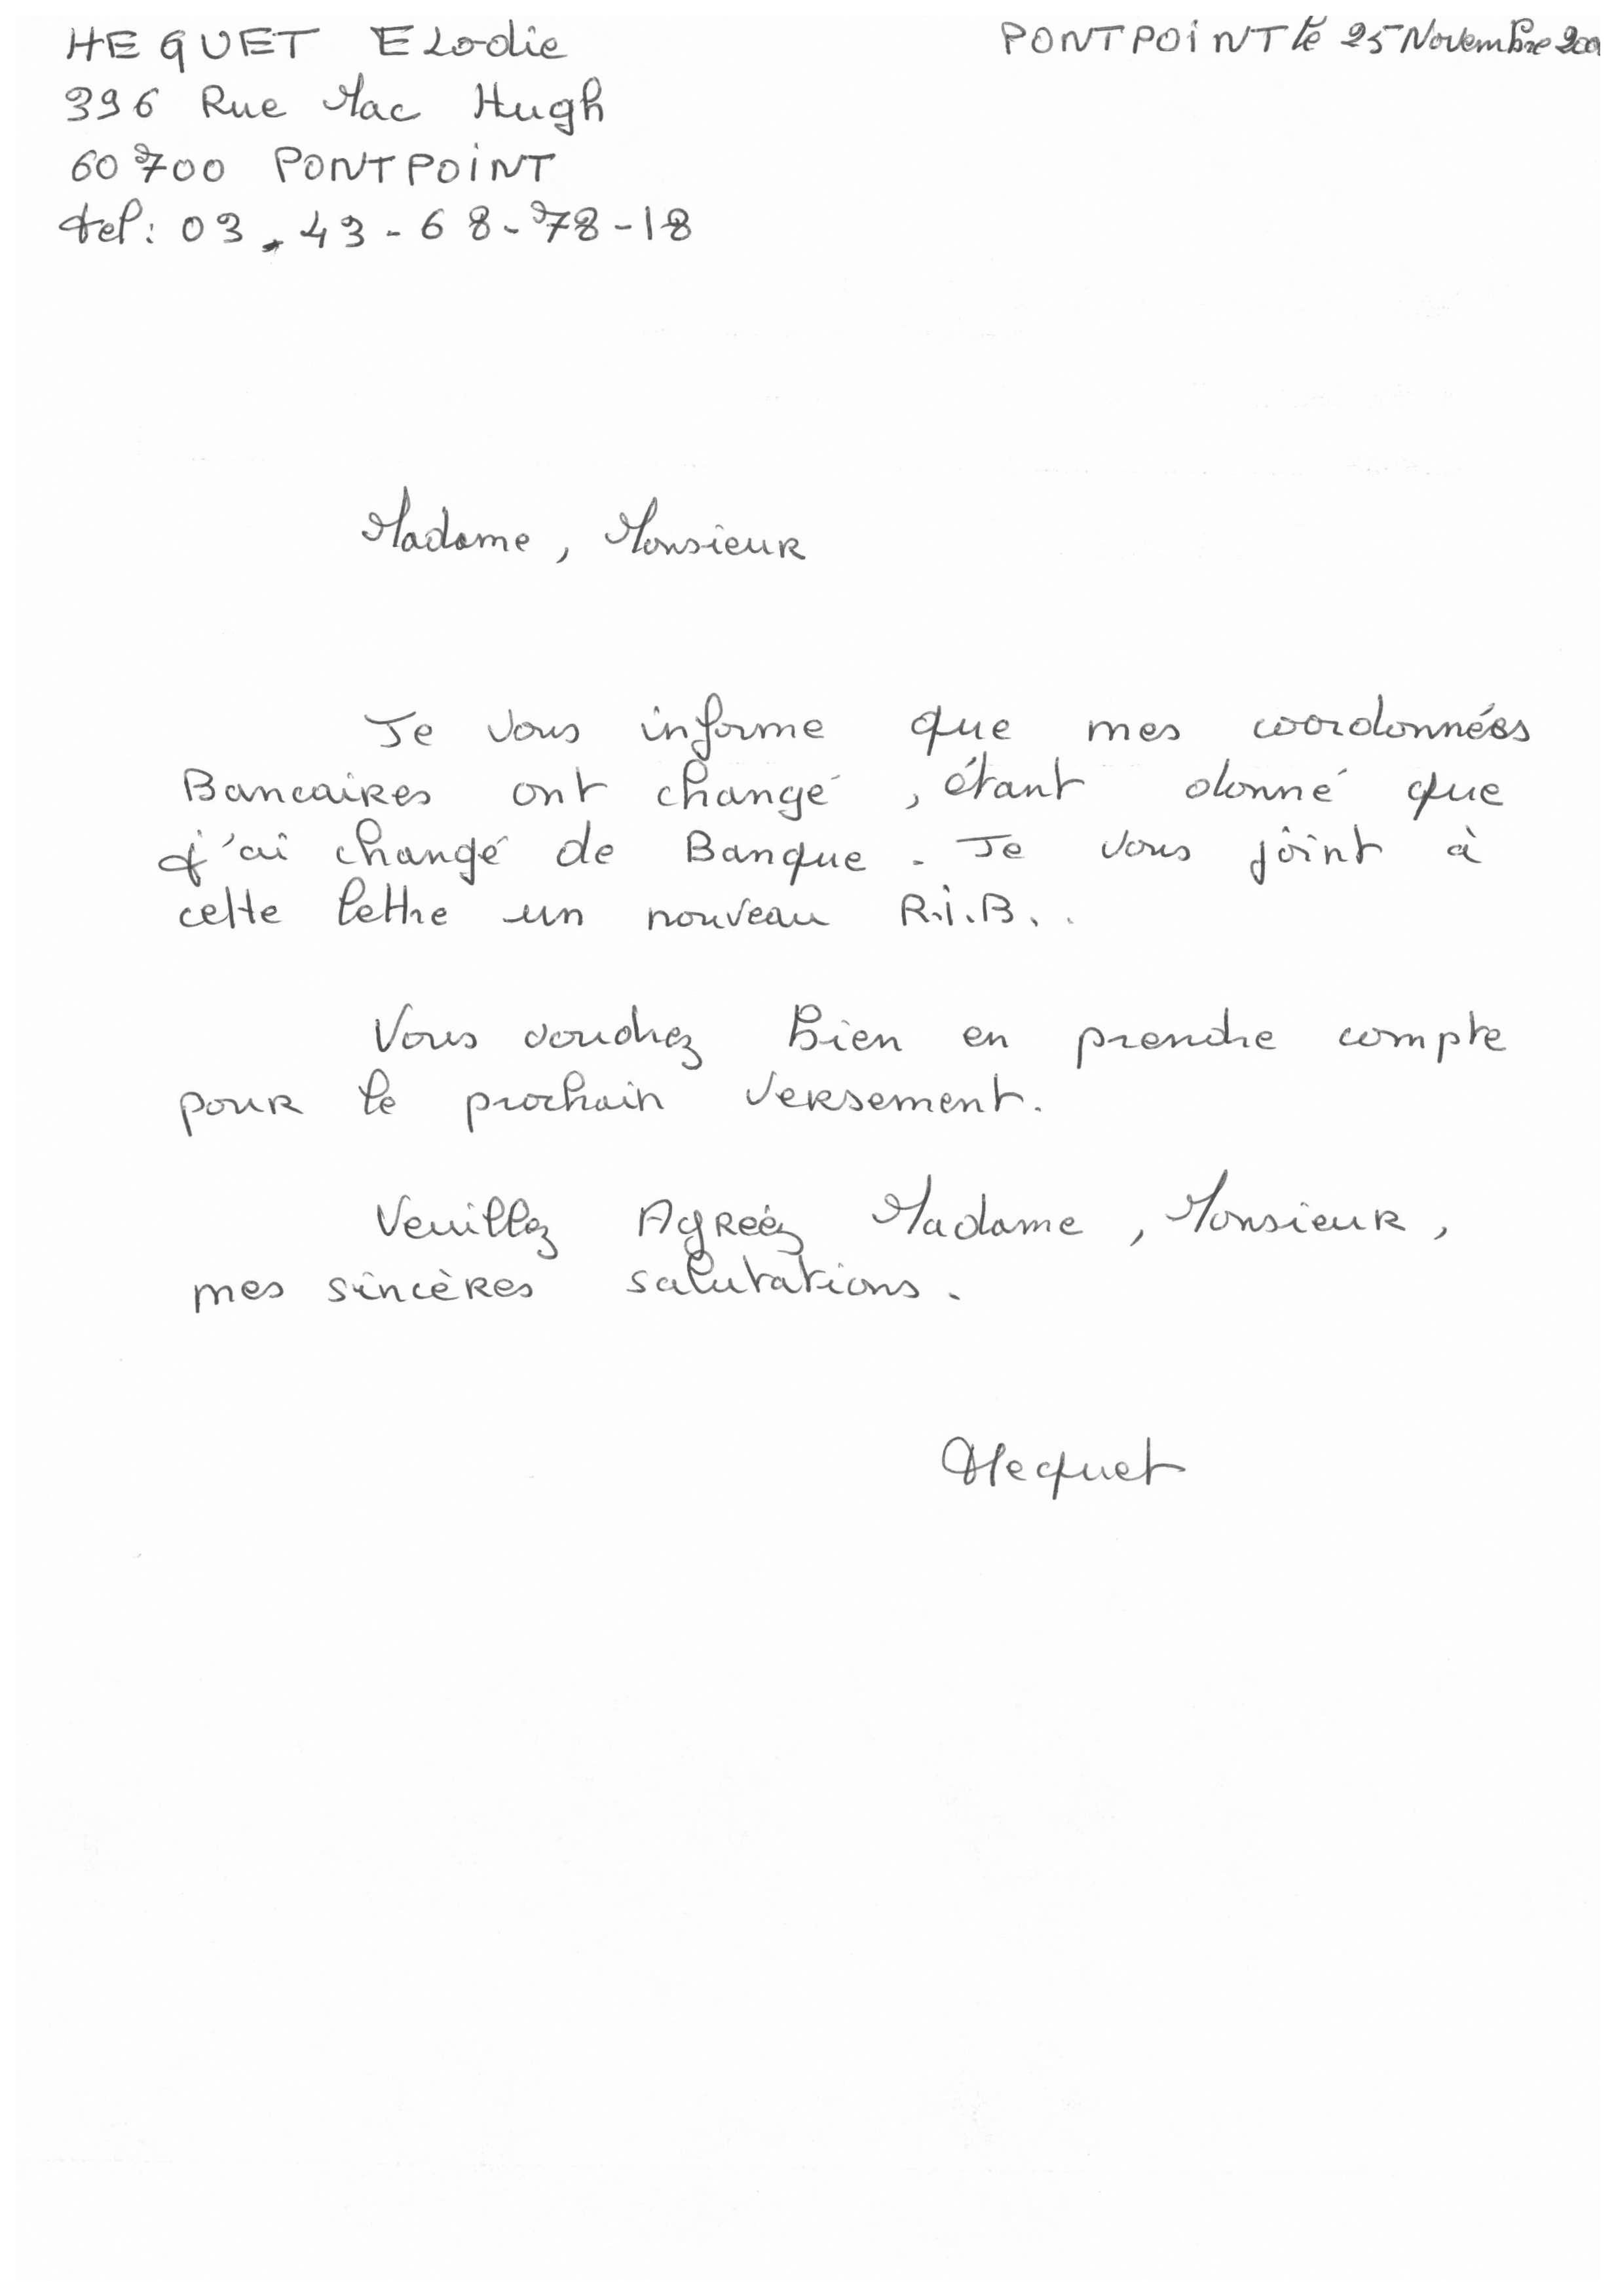 HEQUET Elodie
PONTPOINT le 25 Novembre
396 Rue Mac Hugh
60700 PONTPOINT
tel: 03.43-68-78-18
Madame, Monsieur
Je vous informe que mes coordonnées
Bancaires ont changé, étant donné que
j'ai changé de Banque. Je vous joint à
cette lettre un nouveau R.I.B..
Vous voudrez Bien en prendre compte
pour le prochain versement.
Veuillez Agréez Madame, Monsieur,
mes sincères salutations.
Hequet